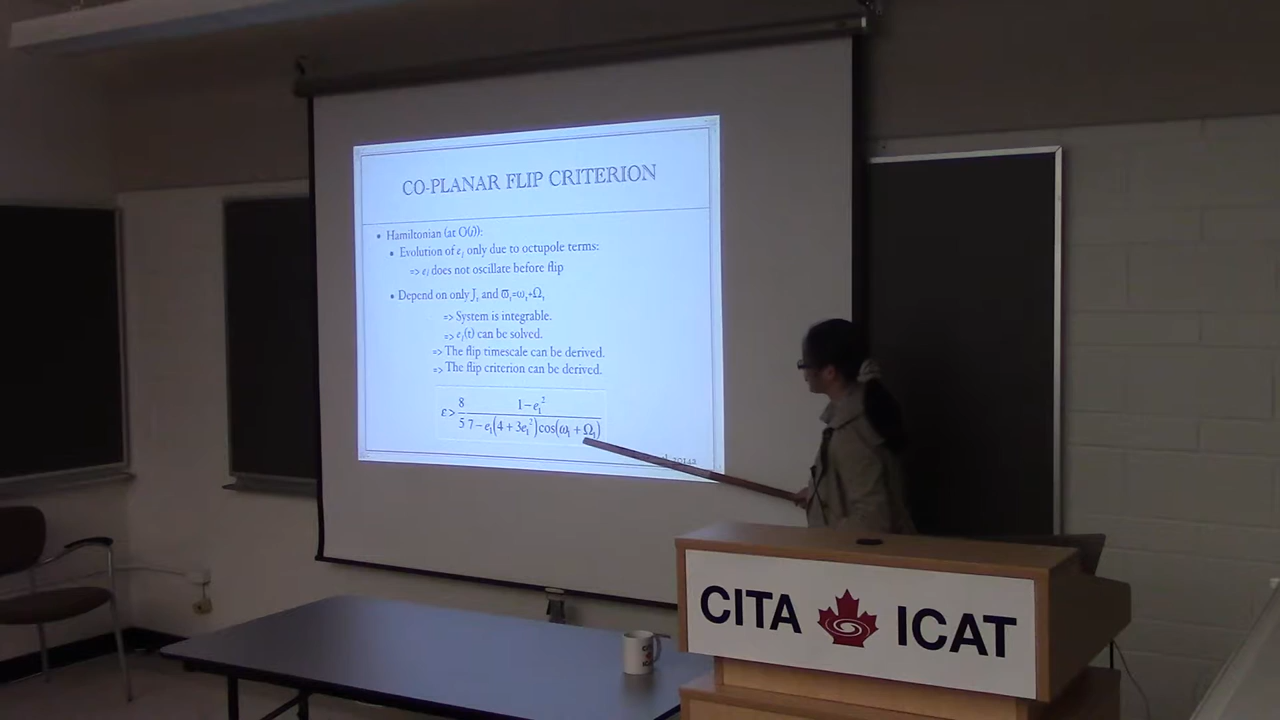 CO-PLANAR FLIP CRITERION
• Hamiltonian (at O(i)):
• Evolution of e₁ only due to octupole terms:
=> e₁ does not oscillate before flip
• Depend on only J₁ and ϖ₁=ω₁+Ω₁
=> System is integrable.
=> e₁(t) can be solved.
=> The flip timescale can be derived.
=> The flip criterion can be derived.
ε > 8/5 (1−e₁²)/(7−e₁(4+3e₁²)cos(ω₁+Ω₁))
2014a
CITA ICAT